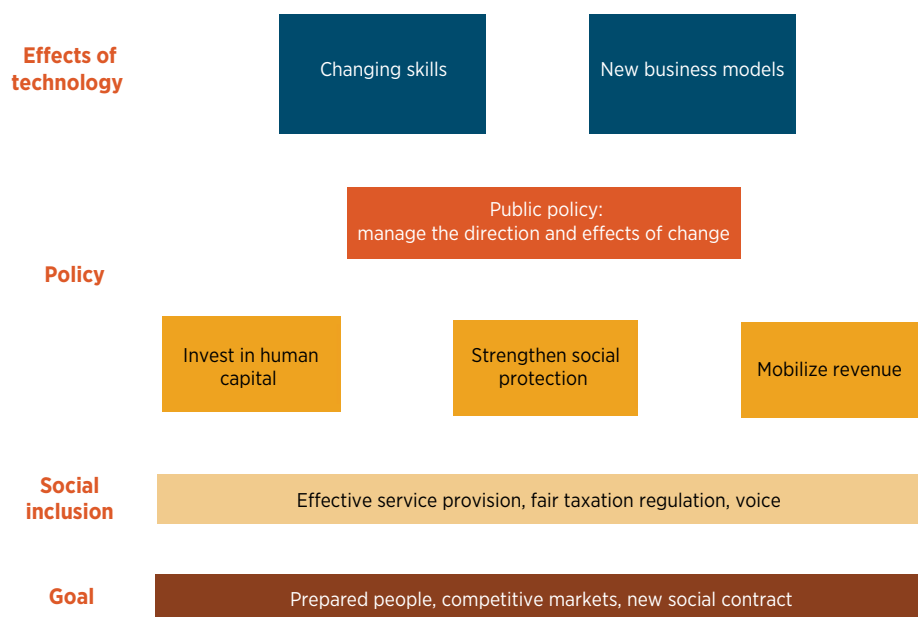 Effects of
technology
Changing skills
New business models
Public policy:
manage the direction and effects of change
Policy
Invest in human
capital
Strengthen social
protection
Mobilize revenue
Social
inclusion
Effective service provision, fair taxation regulation, voice
Goal
Prepared people, competitive markets, new social contract